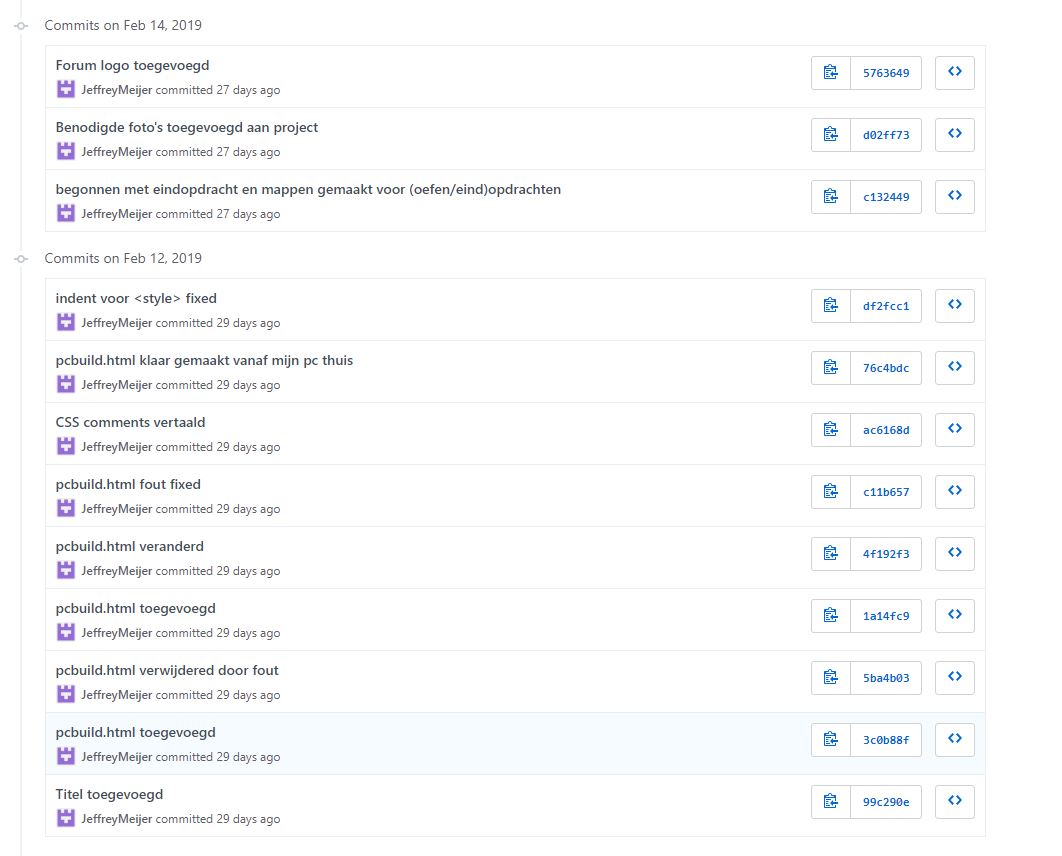 Commits on Feb 14, 2019
Forum logo toegevoegd
JeffreyMeijer committed 27 days ago
5763649
Benodigde foto's toegevoegd aan project
JeffreyMeijer committed 27 days ago
d02ff73
begonnen met eindopdracht en mappen gemaakt voor (oefen/eind)opdrachten
JeffreyMeijer committed 27 days ago
c132449
Commits on Feb 12, 2019
indent voor <style> fixed
JeffreyMeijer committed 29 days ago
df2fcc1
pcbuild.html klaar gemaakt vanaf mijn pc thuis
JeffreyMeijer committed 29 days ago
76c4bdc
CSS comments vertaald
JeffreyMeijer committed 29 days ago
ac6168d
pcbuild.html fout fixed
JeffreyMeijer committed 29 days ago
c11b657
pcbuild.html veranderd
JeffreyMeijer committed 29 days ago
4f192f3
pcbuild.html toegevoegd
JeffreyMeijer committed 29 days ago
1a14fc9
pcbuild.html verwijdered door fout
JeffreyMeijer committed 29 days ago
5ba4b03
pcbuild.html toegevoegd
JeffreyMeijer committed 29 days ago
3c0b88f
Titel toegevoegd
JeffreyMeijer committed 29 days ago
99c290e